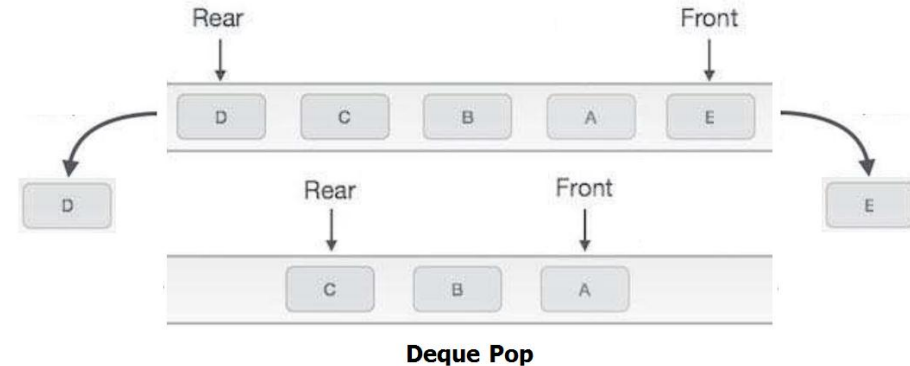 Rear Front
D C B A E
D E
Rear Front
C B A
Deque Pop